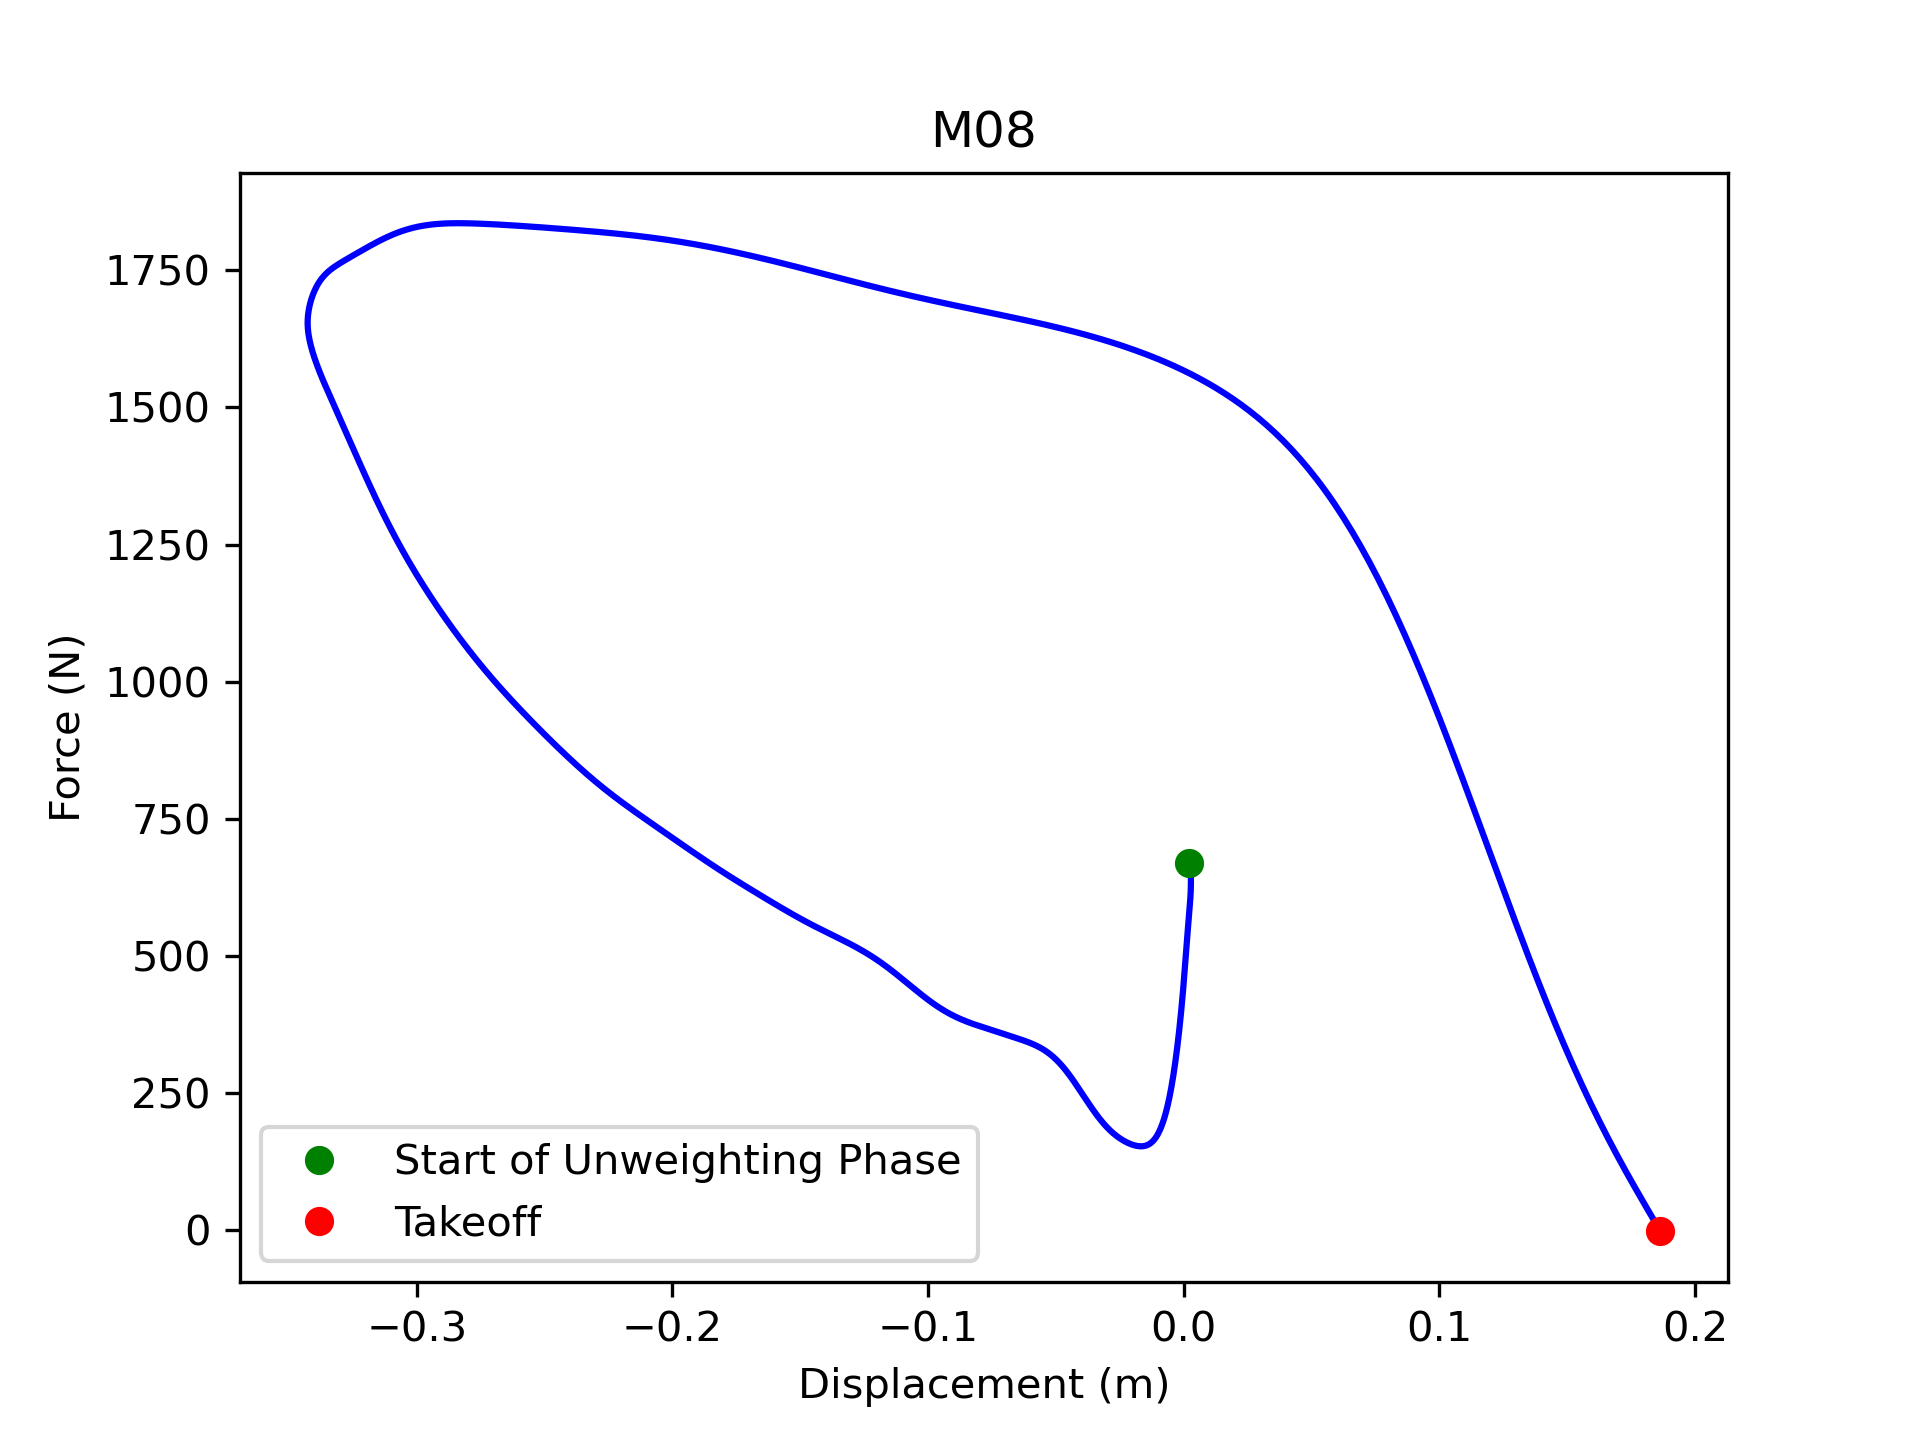 M08
Force (N)
1750
1500
1250
1000
750
500
250
0
Start of Unweighting Phase
Takeoff
−0.3 −0.2 −0.1 0.0 0.1 0.2
Displacement (m)